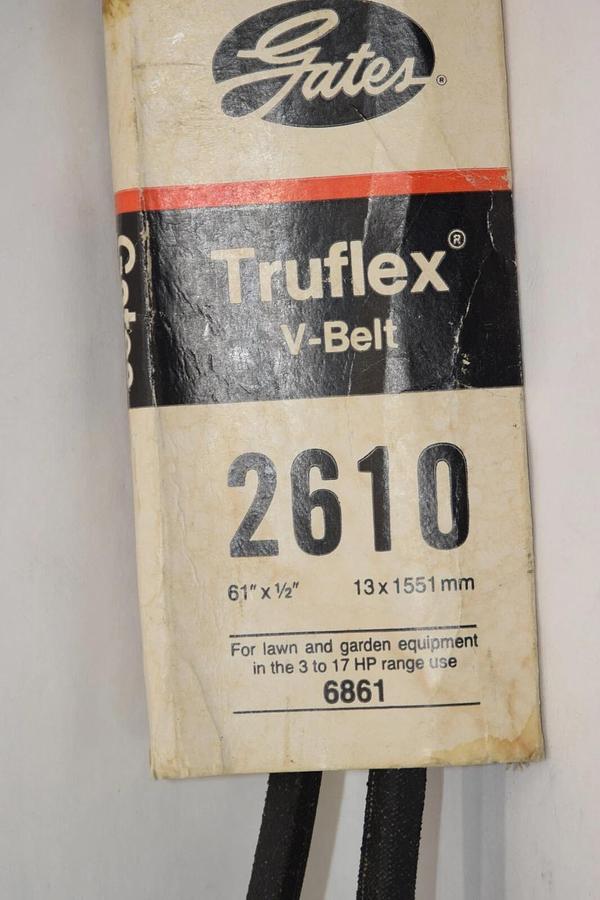 Gates®
Truflex®
V-Belt
Gates
2610
61" x ½" 13 x 1551 mm
For lawn and garden equipment
in the 3 to 17 HP range use
6861